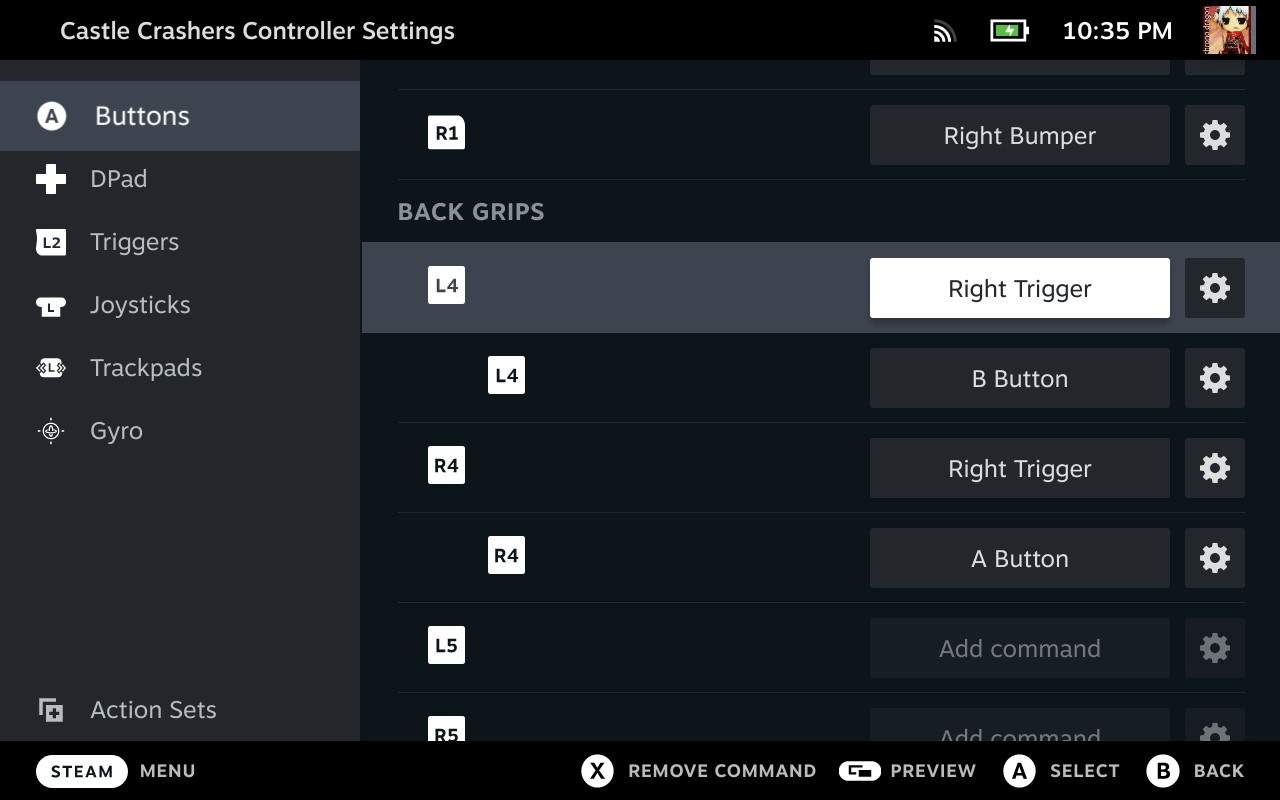 Castle Crashers Controller Settings
10:35 PM
A Buttons
DPad
L2 Triggers
L Joysticks
L Trackpads
Gyro
Action Sets
R1 Right Bumper
BACK GRIPS
L4 Right Trigger
L4 B Button
R4 Right Trigger
R4 A Button
L5 Add command
R5 Add command
STEAM MENU
X REMOVE COMMAND PREVIEW A SELECT B BACK